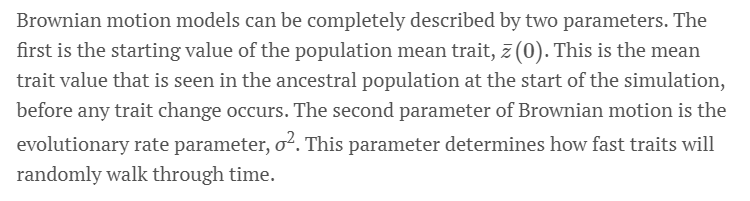 Brownian motion models can be completely described by two parameters. The
first is the starting value of the population mean trait, z̄(0). This is the mean
trait value that is seen in the ancestral population at the start of the simulation,
before any trait change occurs. The second parameter of Brownian motion is the
evolutionary rate parameter, σ². This parameter determines how fast traits will
randomly walk through time.